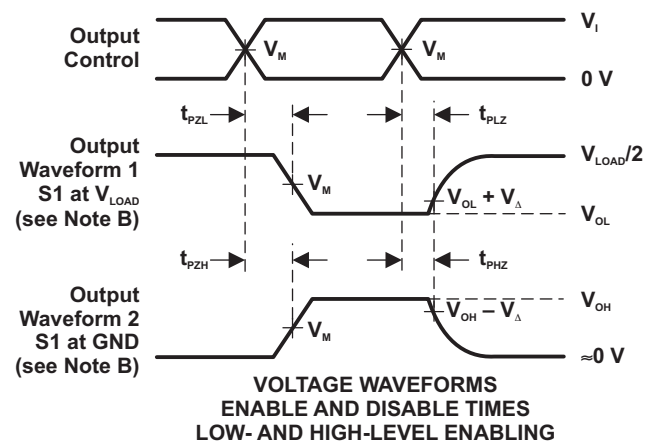 Output
Control
V_M
V_M
V_I
0 V
t_PZL
t_PLZ
Output
Waveform 1
S1 at V_LOAD
(see Note B)
V_M
V_OL + V_Δ
V_LOAD/2
V_OL
t_PZH
t_PHZ
Output
Waveform 2
S1 at GND
(see Note B)
V_M
V_OH – V_Δ
V_OH
≈0 V
VOLTAGE WAVEFORMS
ENABLE AND DISABLE TIMES
LOW- AND HIGH-LEVEL ENABLING